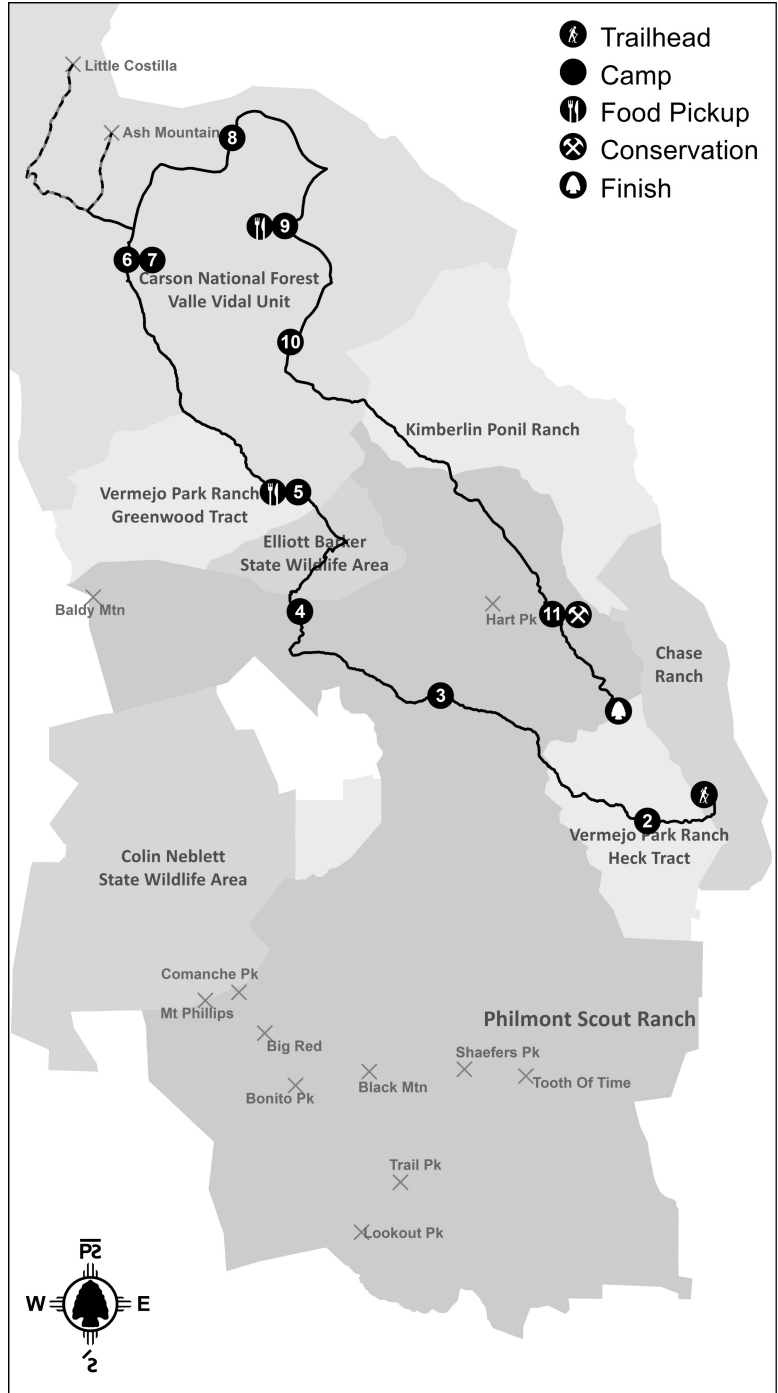 Trailhead
Camp
Food Pickup
Conservation
Finish
Little Costilla
Ash Mountain
8
9
6
7
Carson National Forest
Valle Vidal Unit
10
Kimberlin Ponil Ranch
Vermejo Park Ranch
Greenwood Tract
5
Elliott Barker
State Wildlife Area
Baldy Mtn
4
Hart Pk
11
Chase
Ranch
3
2
Vermejo Park Ranch
Heck Tract
Colin Neblett
State Wildlife Area
Comanche Pk
Mt Phillips
Philmont Scout Ranch
Big Red
Shaefers Pk
Black Mtn
Tooth Of Time
Bonito Pk
Trail Pk
Lookout Pk
W
E